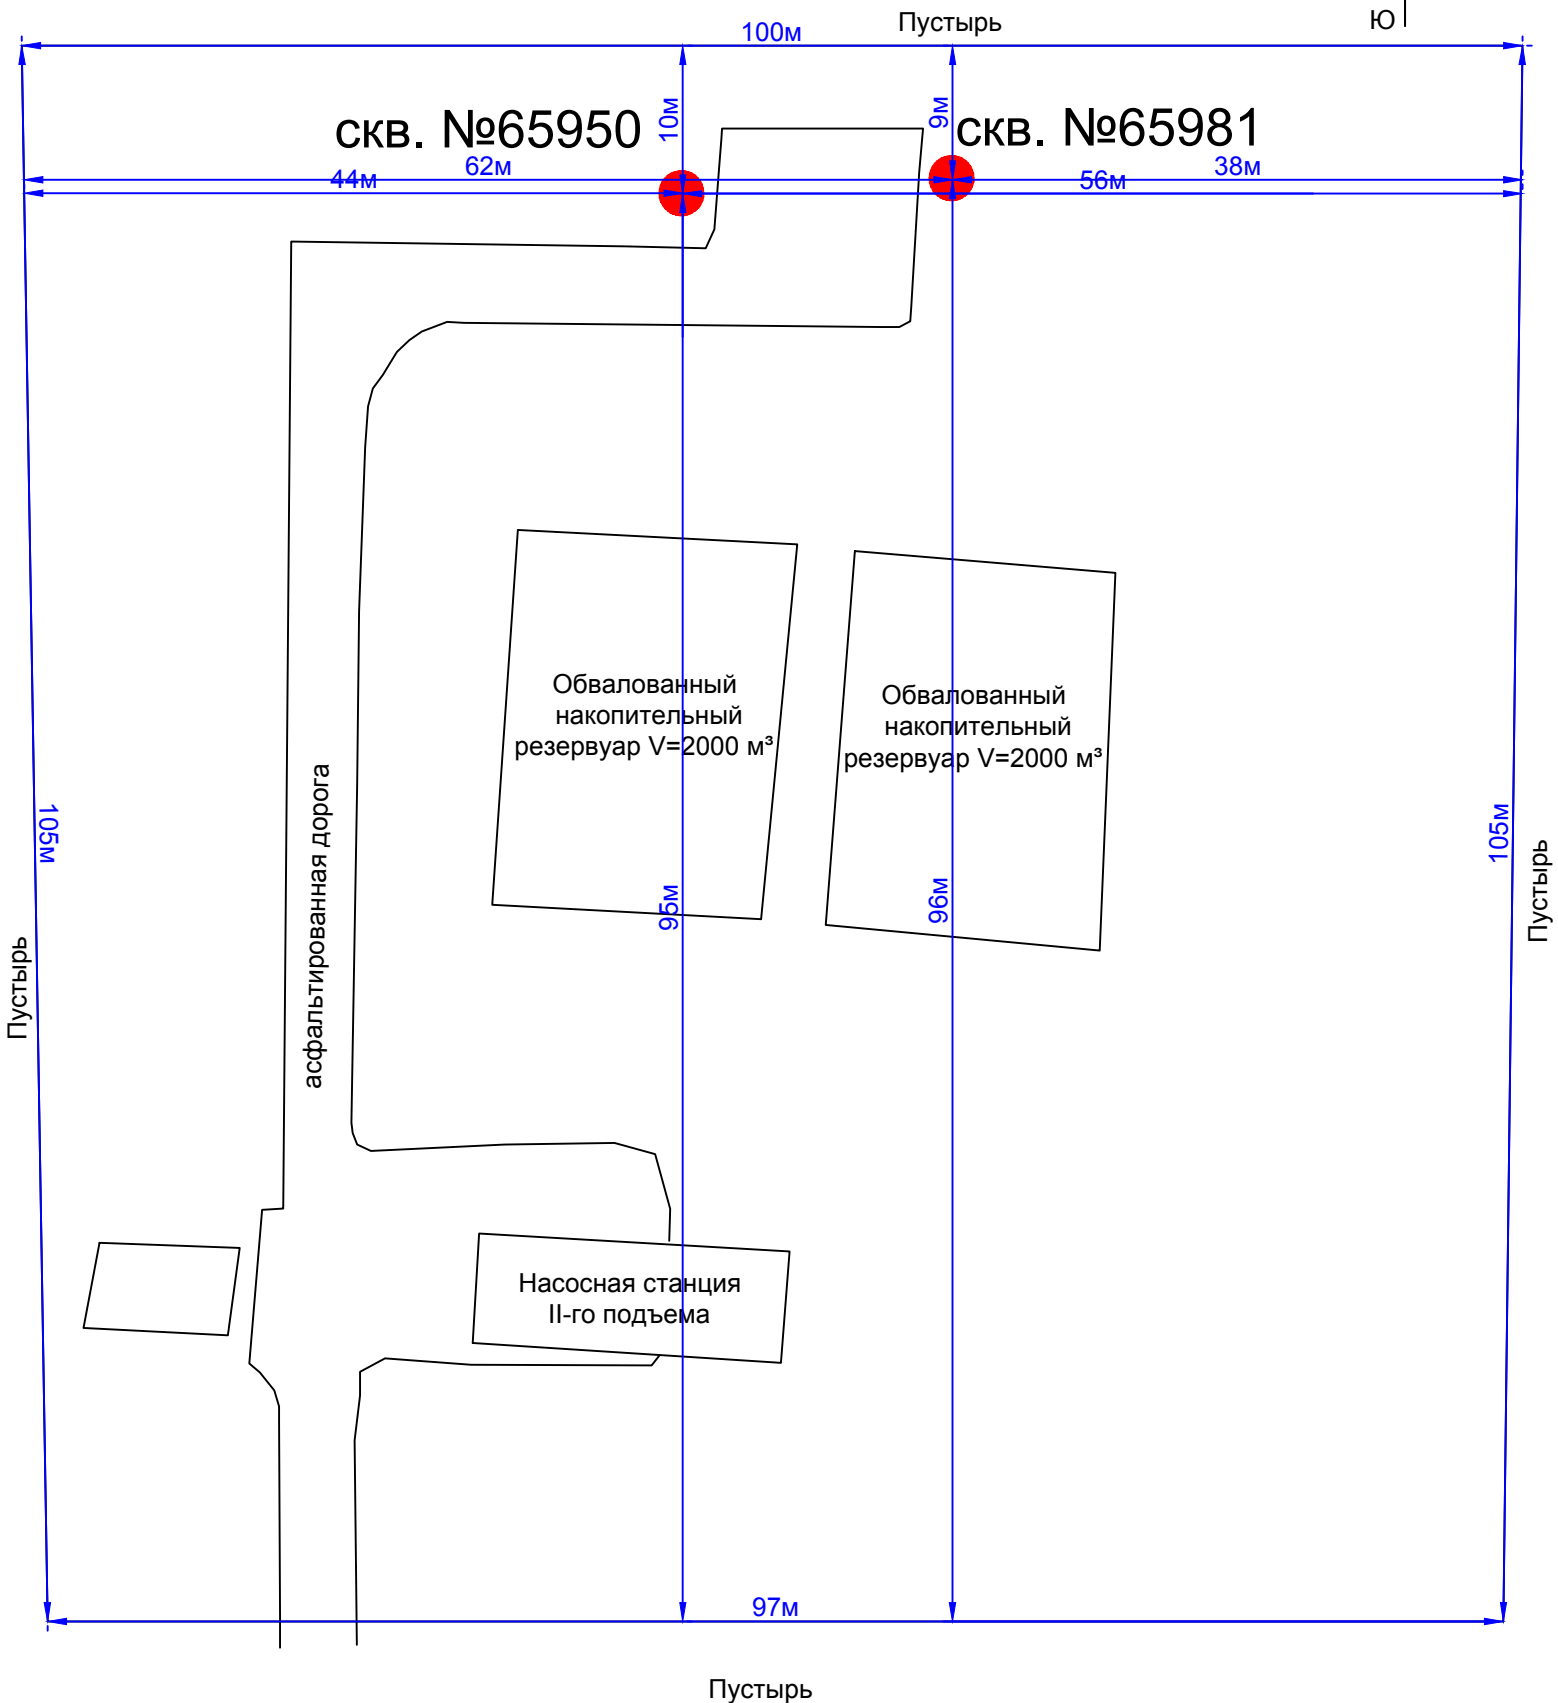 Пустырь
Ю
100м
скв. №65950
10м
9м
скв. №65981
62м
38м
44м
56м
Обвалованный
накопительный
резервуар V=2000 м³
Обвалованный
накопительный
резервуар V=2000 м³
асфальтированная дорога
105м
105м
Пустырь
Пустырь
95м
96м
Насосная станция
II-го подъема
97м
Пустырь